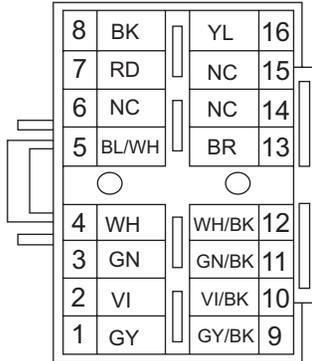 8 BK YL 16
7 RD NC 15
6 NC NC 14
5 BL/WH BR 13
4 WH WH/BK 12
3 GN GN/BK 11
2 VI VI/BK 10
1 GY GY/BK 9